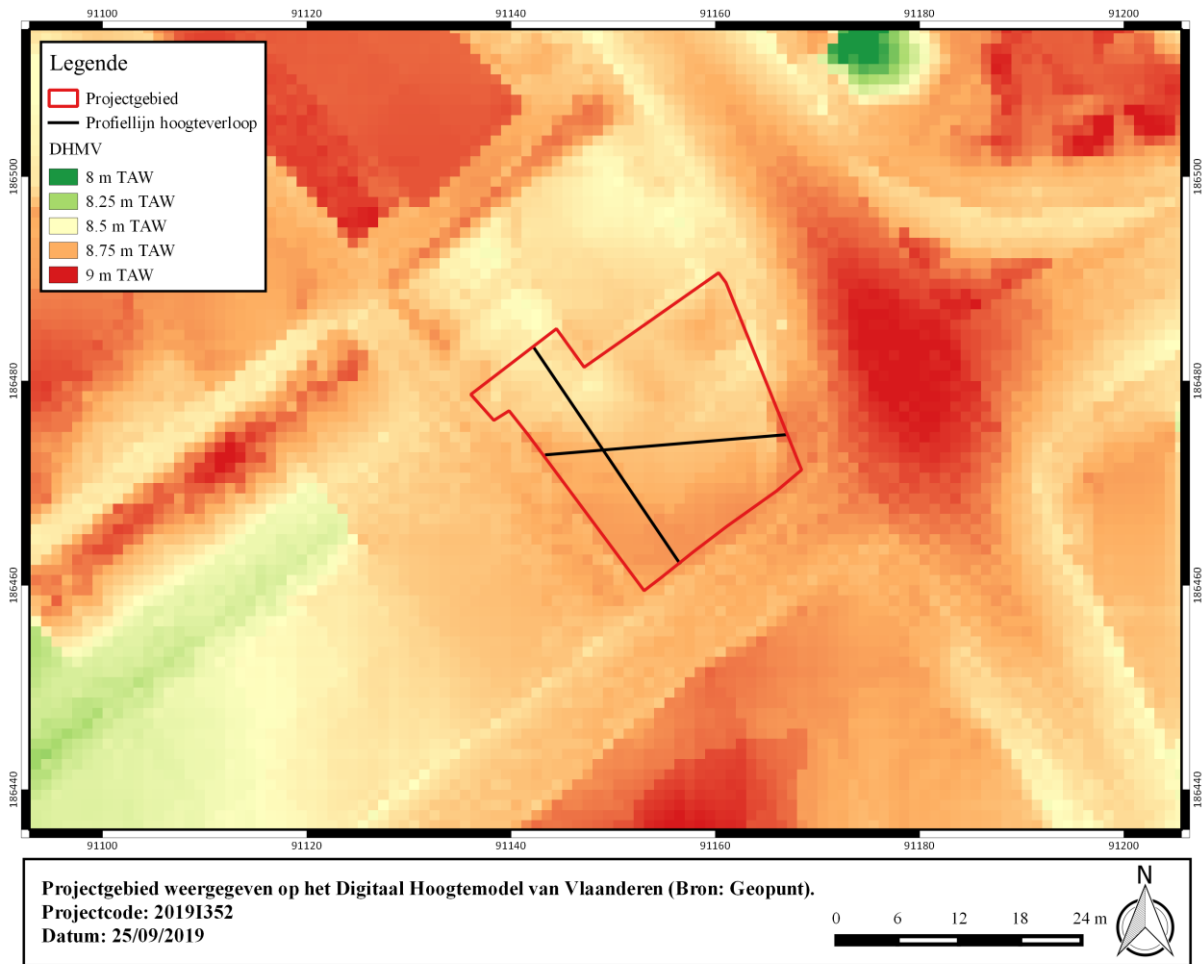 91100 91120 91140 91160 91180 91200
Legende
Projectgebied
Profiellijn hoogteverloop
DHMV
8 m TAW
8.25 m TAW
8.5 m TAW
8.75 m TAW
9 m TAW
186500 186500
186480 186480
186460 186460
186440 186440
91100 91120 91140 91160 91180 91200
Projectgebied weergegeven op het Digitaal Hoogtemodel van Vlaanderen (Bron: Geopunt).
Projectcode: 2019I352
Datum: 25/09/2019
0 6 12 18 24 m
N